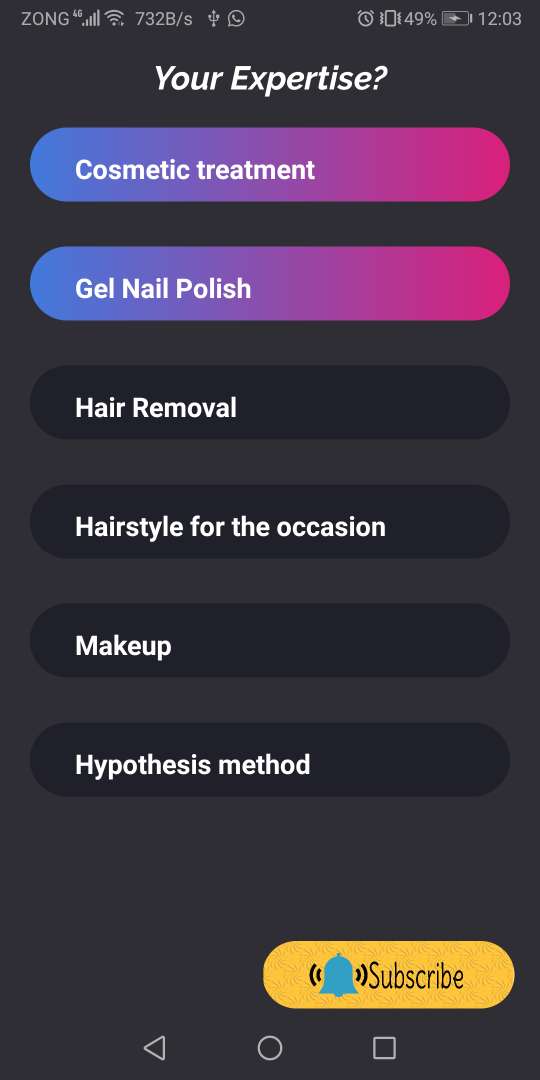 ZONG 4G 732B/s 49% 12:03
Your Expertise?
Cosmetic treatment
Gel Nail Polish
Hair Removal
Hairstyle for the occasion
Makeup
Hypothesis method
Subscribe